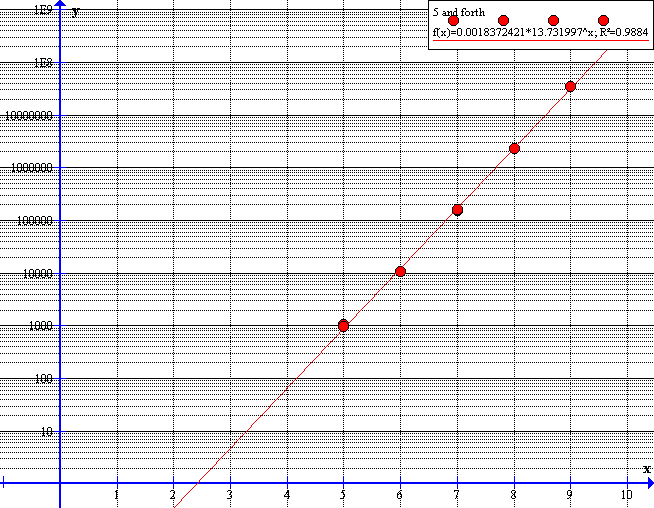 y
1E9
5 and forth
f(x)=0.0018372421*13.731997^x; R²=0.9884
1E8
10000000
1000000
100000
10000
1000
100
10
x
1 2 3 4 5 6 7 8 9 10